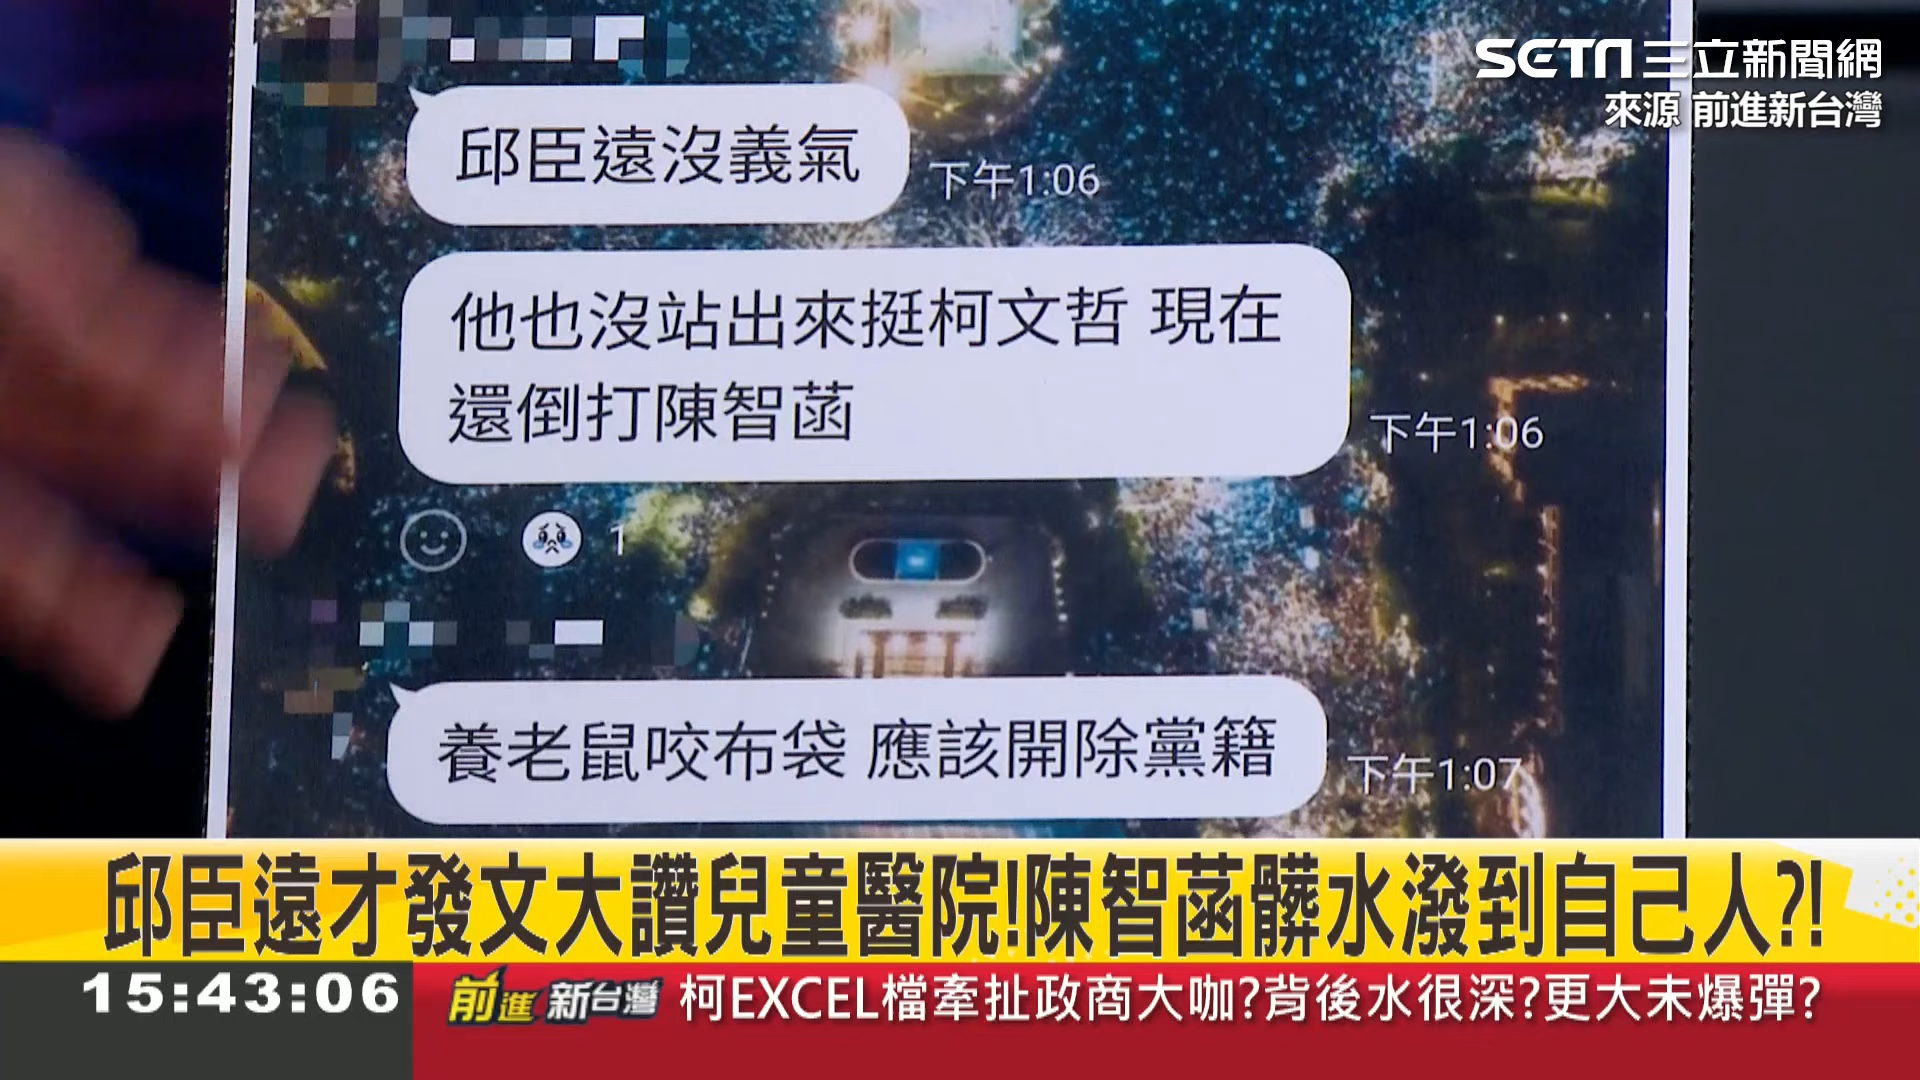 SETN三立新聞網
來源 前進新台灣
邱臣遠沒義氣
下午1:06
他也沒站出來挺柯文哲 現在
還倒打陳智菡
下午1:06
1
養老鼠咬布袋 應該開除黨籍
下午1:07
邱臣遠才發文大讚兒童醫院!陳智菡髒水潑到自己人?!
15:43:06
前進新台灣
柯EXCEL檔牽扯政商大咖?背後水很深?更大未爆彈?